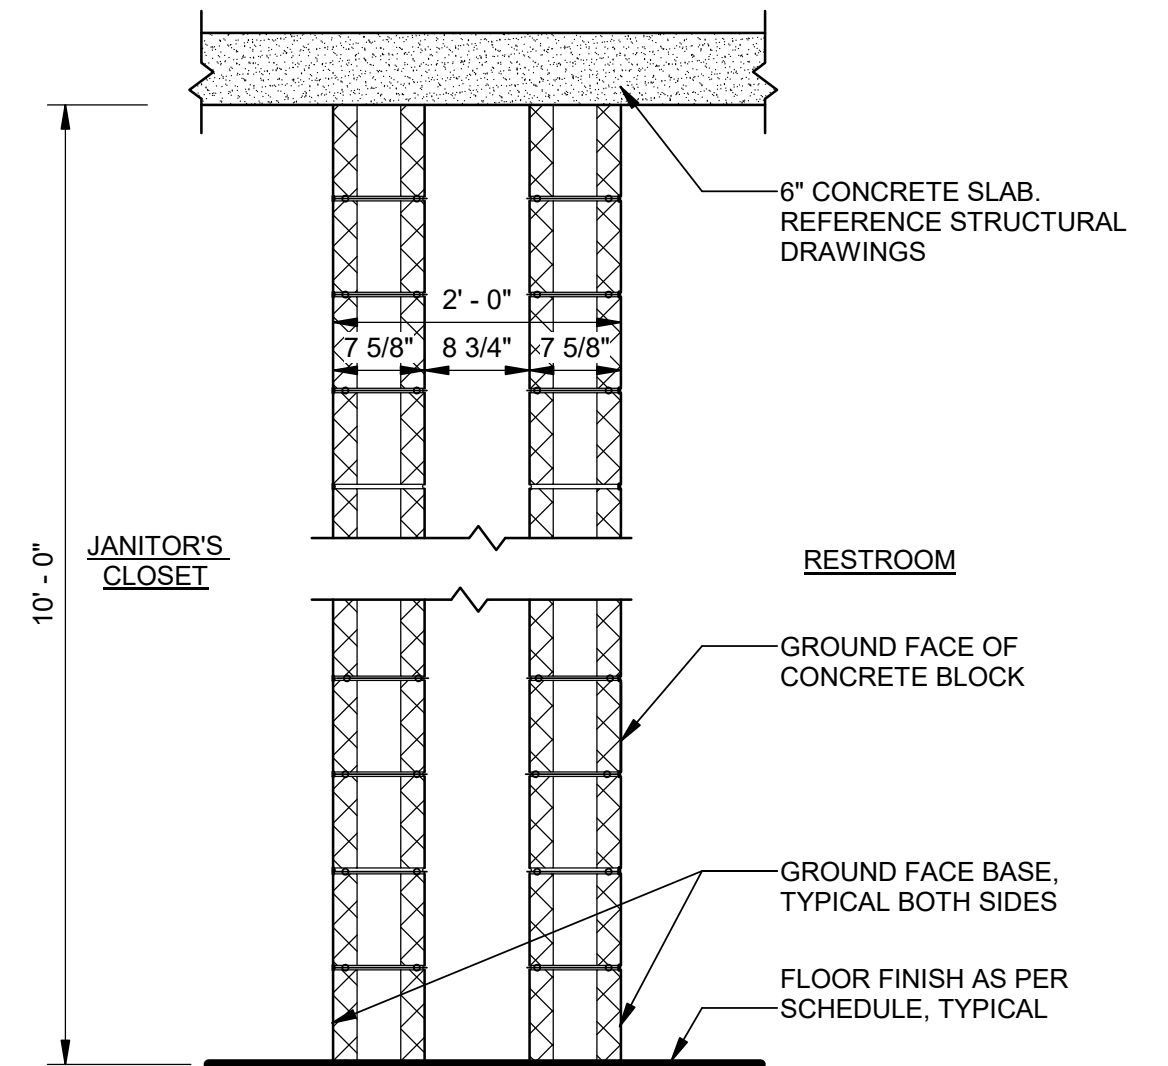 6" CONCRETE SLAB.
REFERENCE STRUCTURAL
DRAWINGS
2' - 0"
7 5/8"
8 3/4"
7 5/8"
JANITOR'S
CLOSET
10' - 0"
RESTROOM
GROUND FACE OF
CONCRETE BLOCK
GROUND FACE BASE,
TYPICAL BOTH SIDES
FLOOR FINISH AS PER
SCHEDULE, TYPICAL